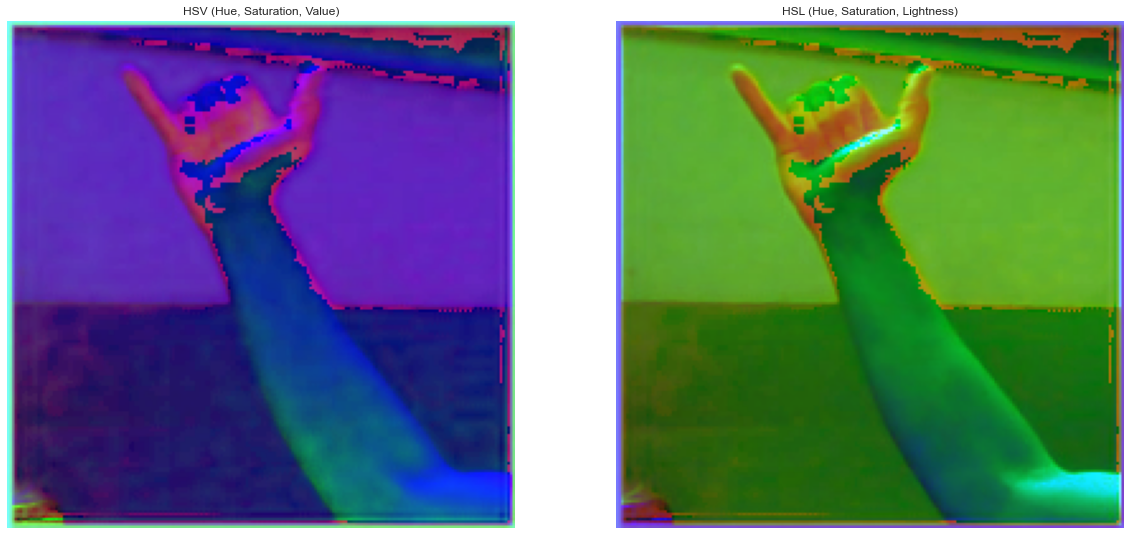 HSV (Hue, Saturation, Value)
HSL (Hue, Saturation, Lightness)